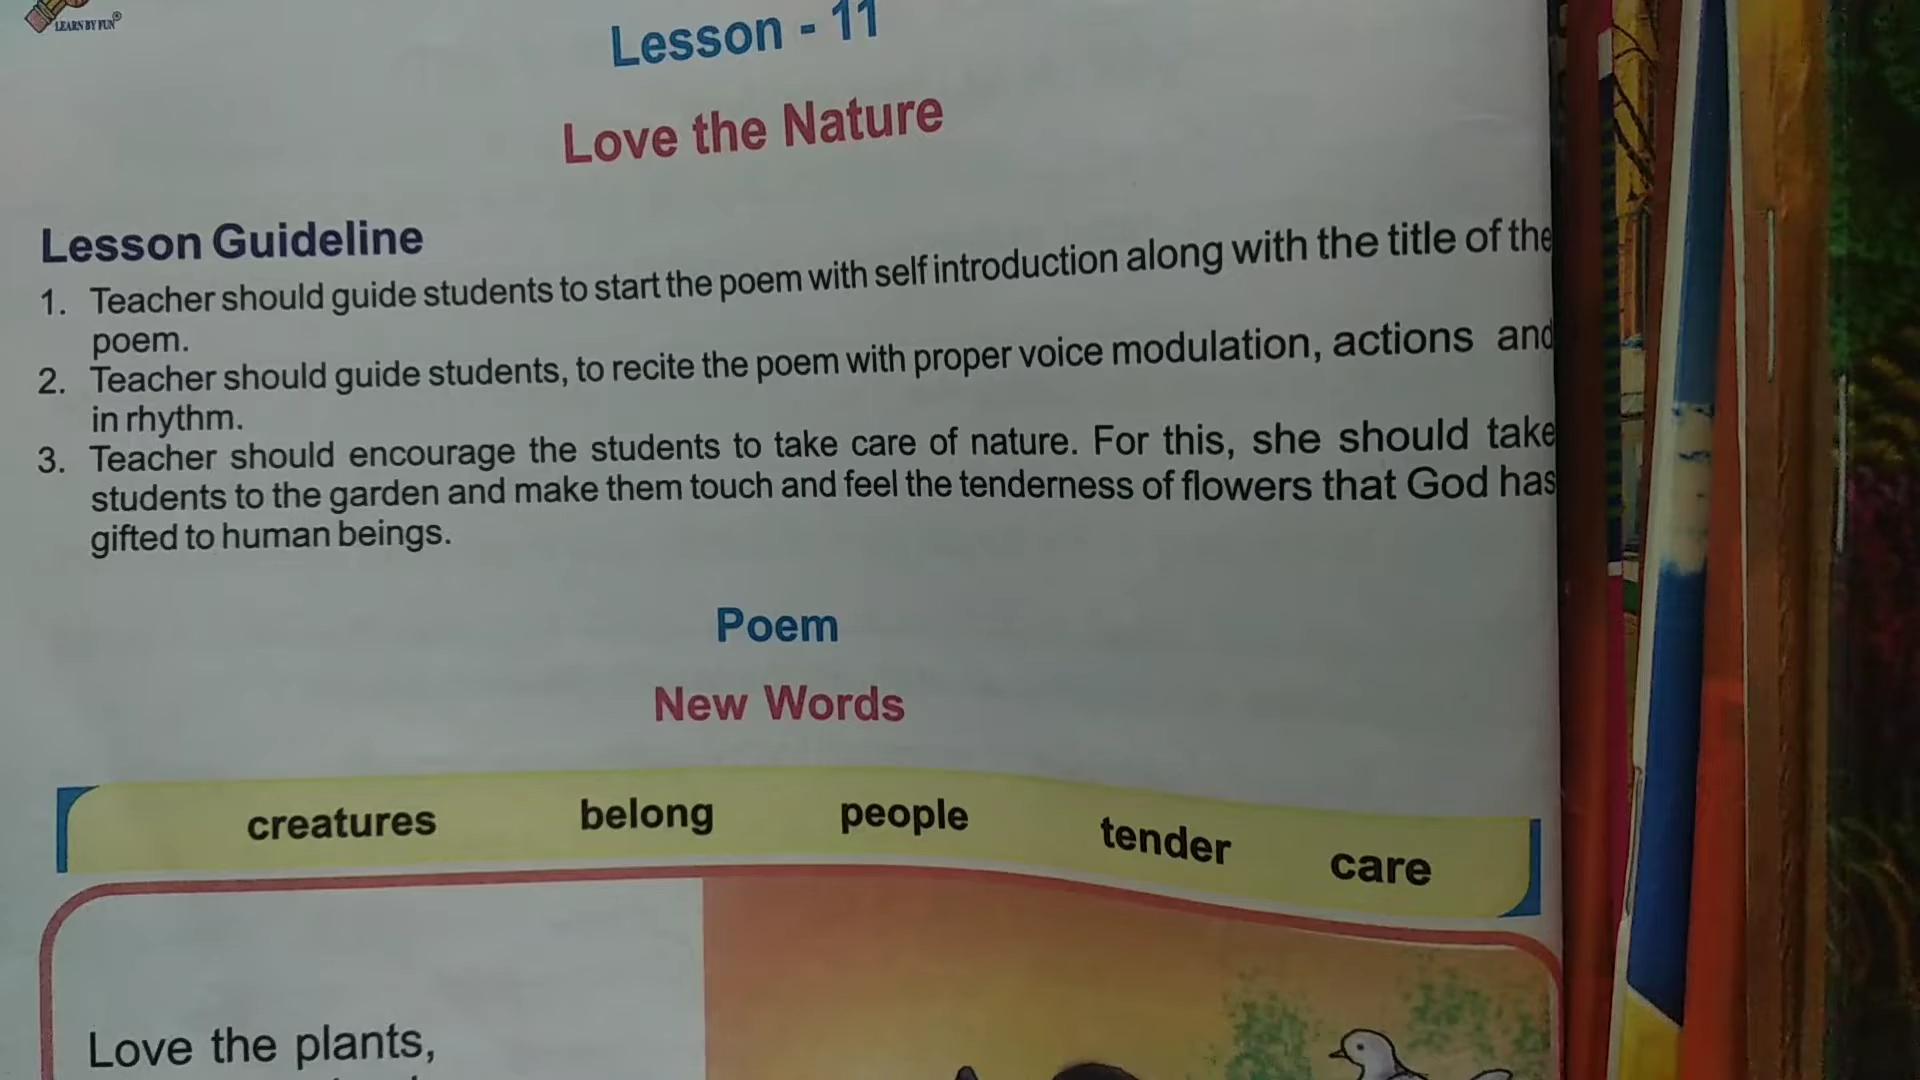 LEARN BY FUN®
Lesson - 11
Love the Nature
Lesson Guideline
1. Teacher should guide students to start the poem with self introduction along with the title of the
poem.
2. Teacher should guide students, to recite the poem with proper voice modulation, actions and
in rhythm.
3. Teacher should encourage the students to take care of nature. For this, she should take
students to the garden and make them touch and feel the tenderness of flowers that God has
gifted to human beings.
Poem
New Words
creatures belong people tender care
Love the plants,